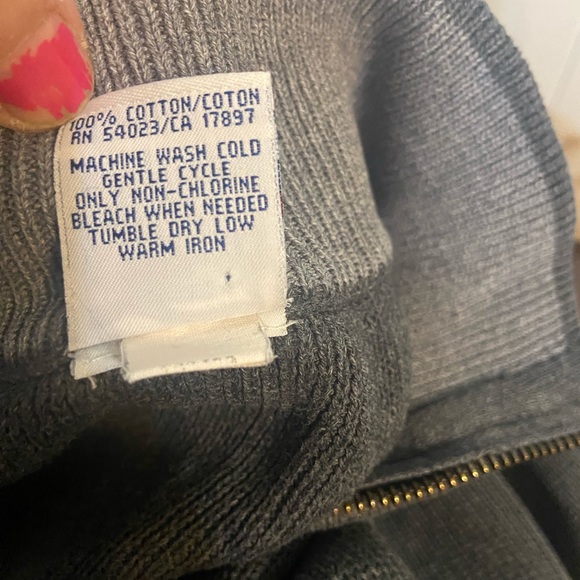 100% COTTON/COTON
RN 54023/CA 17897
MACHINE WASH COLD
GENTLE CYCLE
ONLY NON-CHLORINE
BLEACH WHEN NEEDED
TUMBLE DRY LOW
WARM IRON